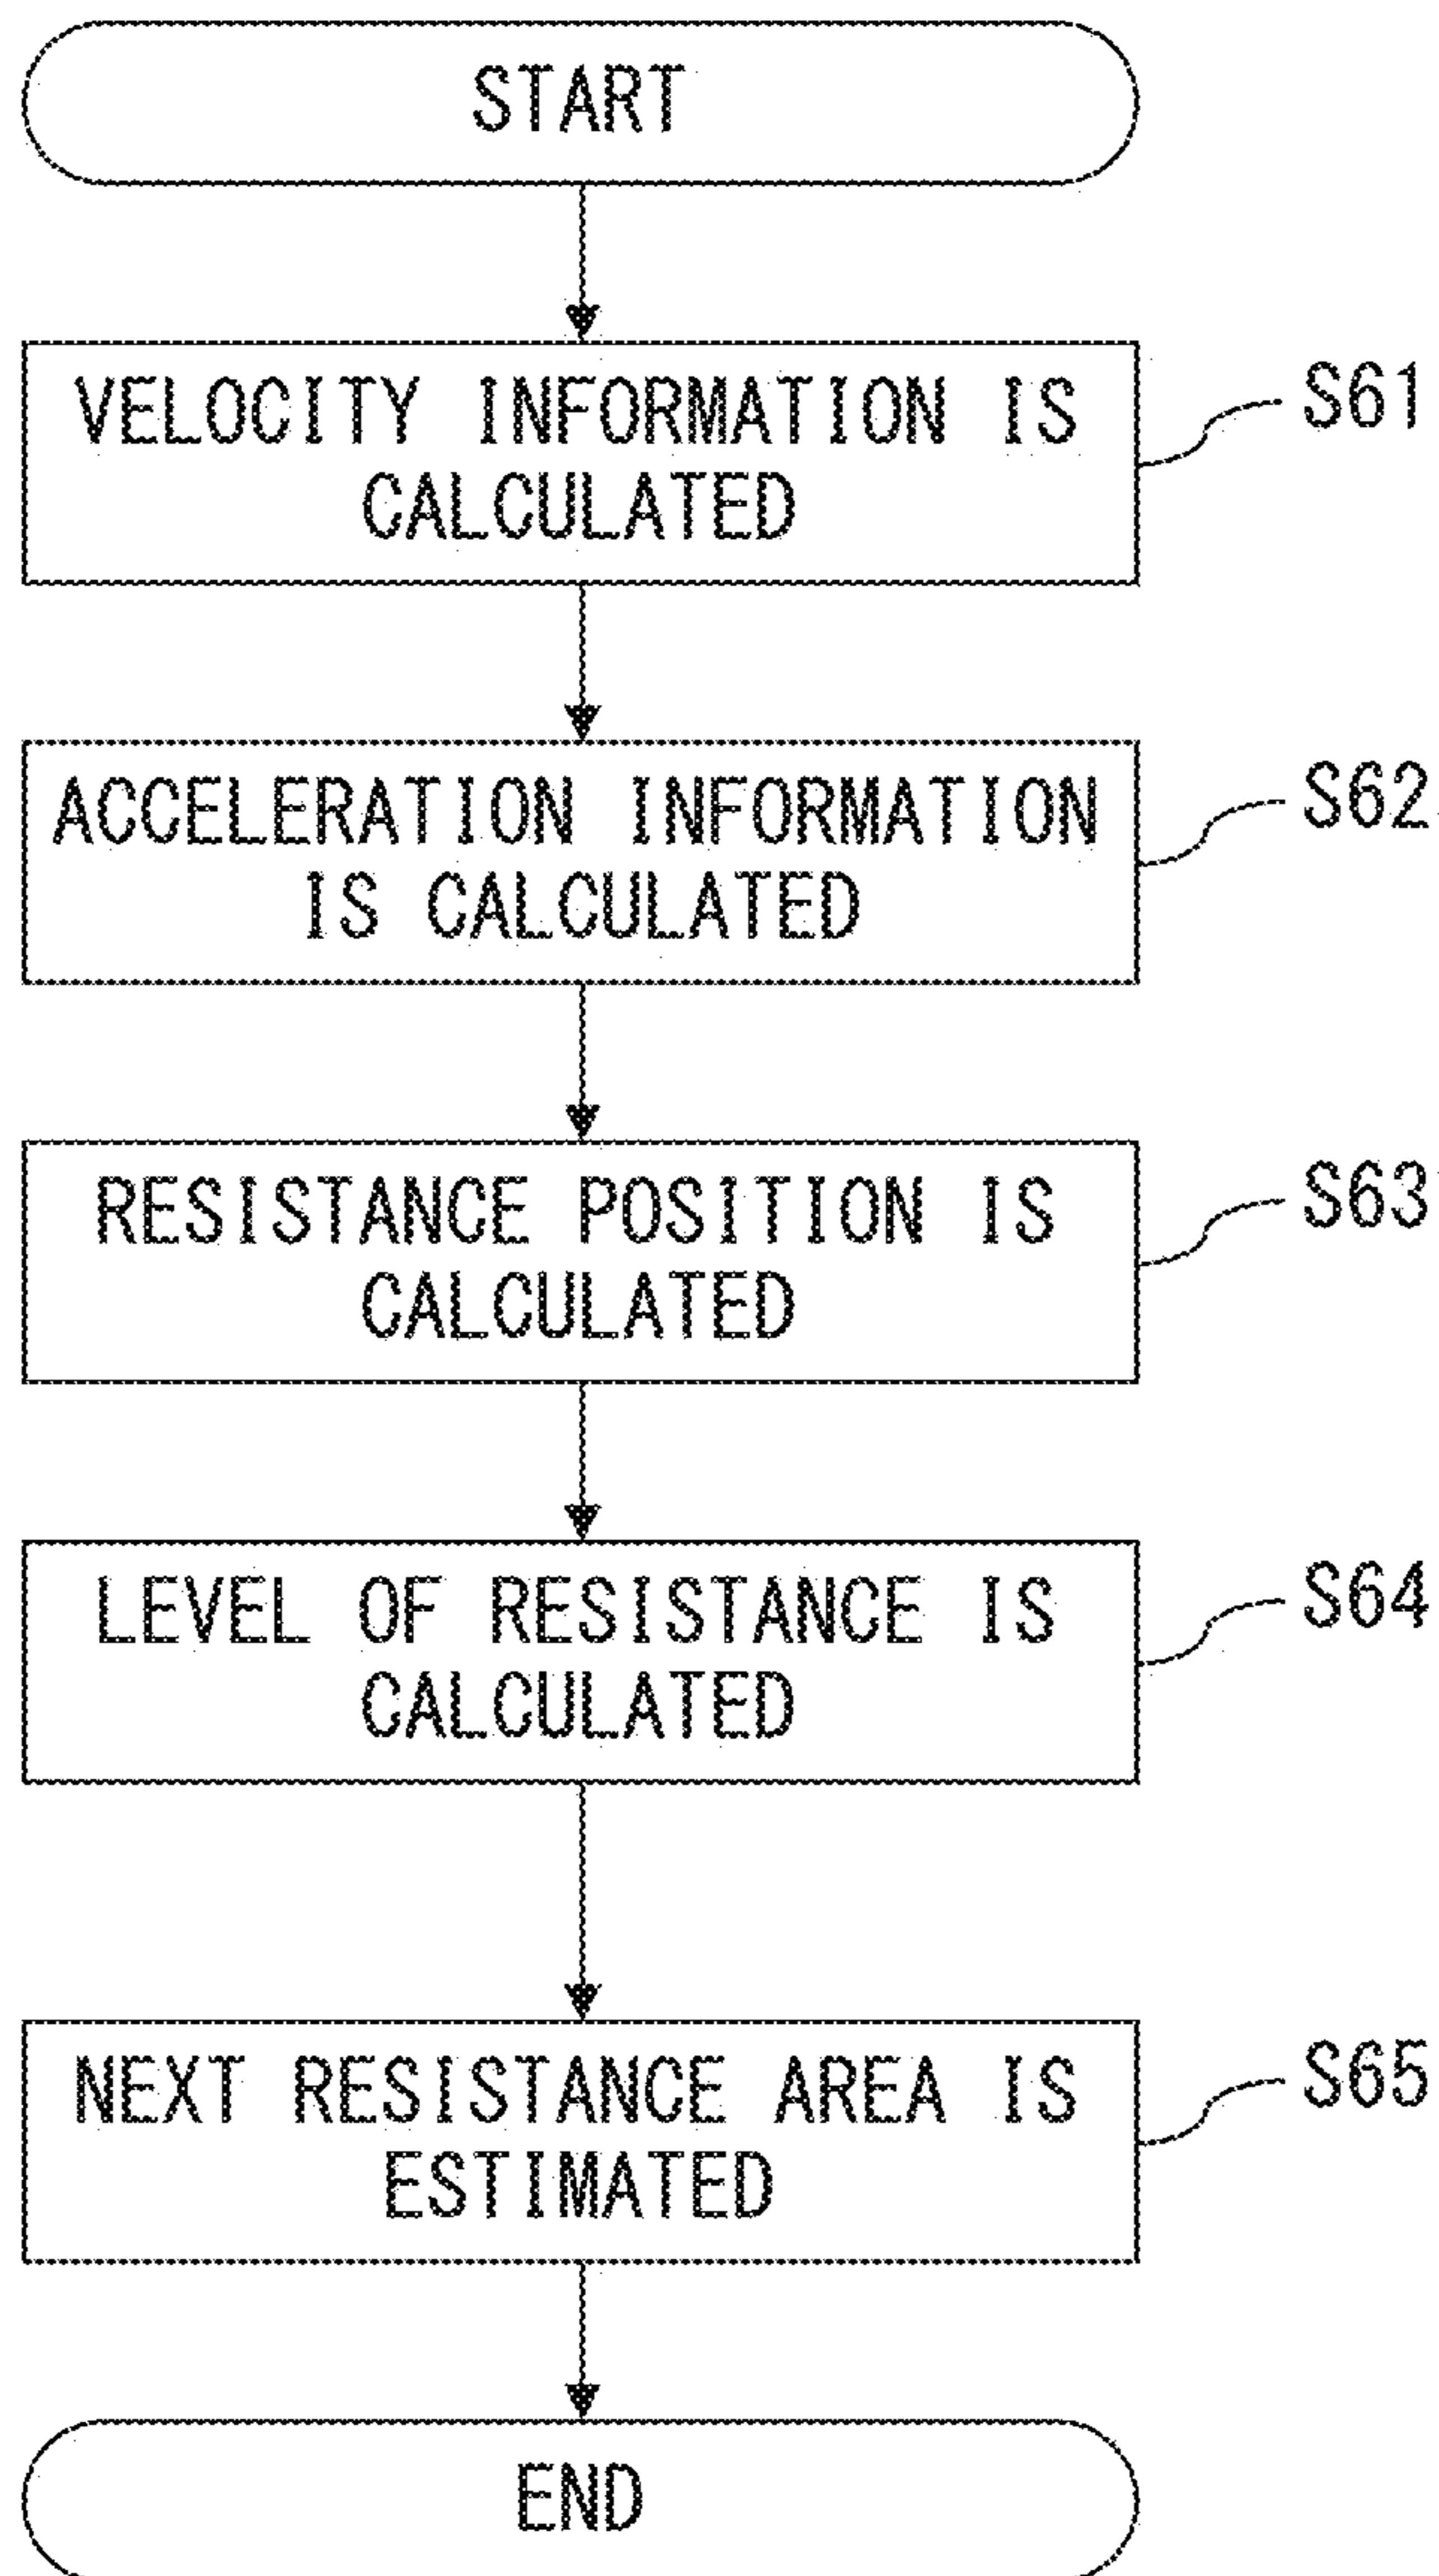 START
VELOCITY INFORMATION IS
CALCULATED
S61
ACCELERATION INFORMATION
IS CALCULATED
S62
RESISTANCE POSITION IS
CALCULATED
S63
LEVEL OF RESISTANCE IS
CALCULATED
S64
NEXT RESISTANCE AREA IS
ESTIMATED
S65
END